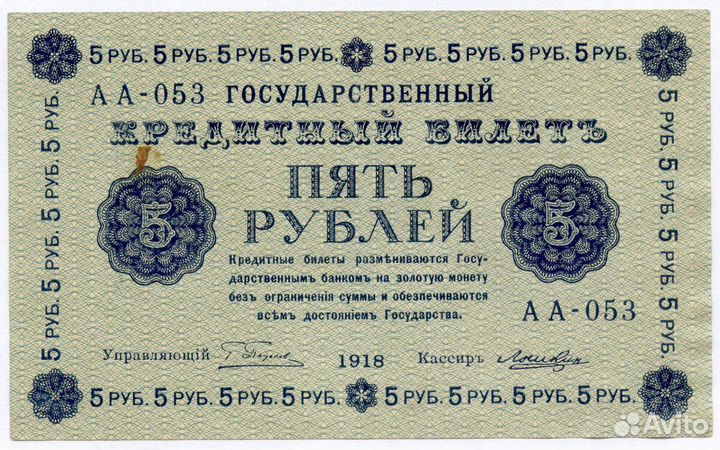 5 РУБ. 5 РУБ. 5 РУБ. 5 РУБ. 5 РУБ. 5 РУБ. 5 РУБ. 5 РУБ.
АА-053 ГОСУДАРСТВЕННЫЙ
КРЕДИТНЫЙ БИЛЕТЪ
5 ПЯТЬ 5
РУБЛЕЙ
Кредитные билеты размѣниваются Госу-
дарственнымъ банкомъ на золотую монету
безъ ограниченія суммы и обезпечиваются
всѣмъ достояніемъ Государства.
АА-053
Управляющій Г. Пятаков 1918 Кассиръ Лошкин
5 РУБ. 5 РУБ. 5 РУБ. 5 РУБ. 5 РУБ. 5 РУБ. 5 РУБ. 5 РУБ.
5 РУБ. 5 РУБ. 5 РУБ. 5 РУБ.
5 РУБ. 5 РУБ. 5 РУБ. 5 РУБ.
Avito